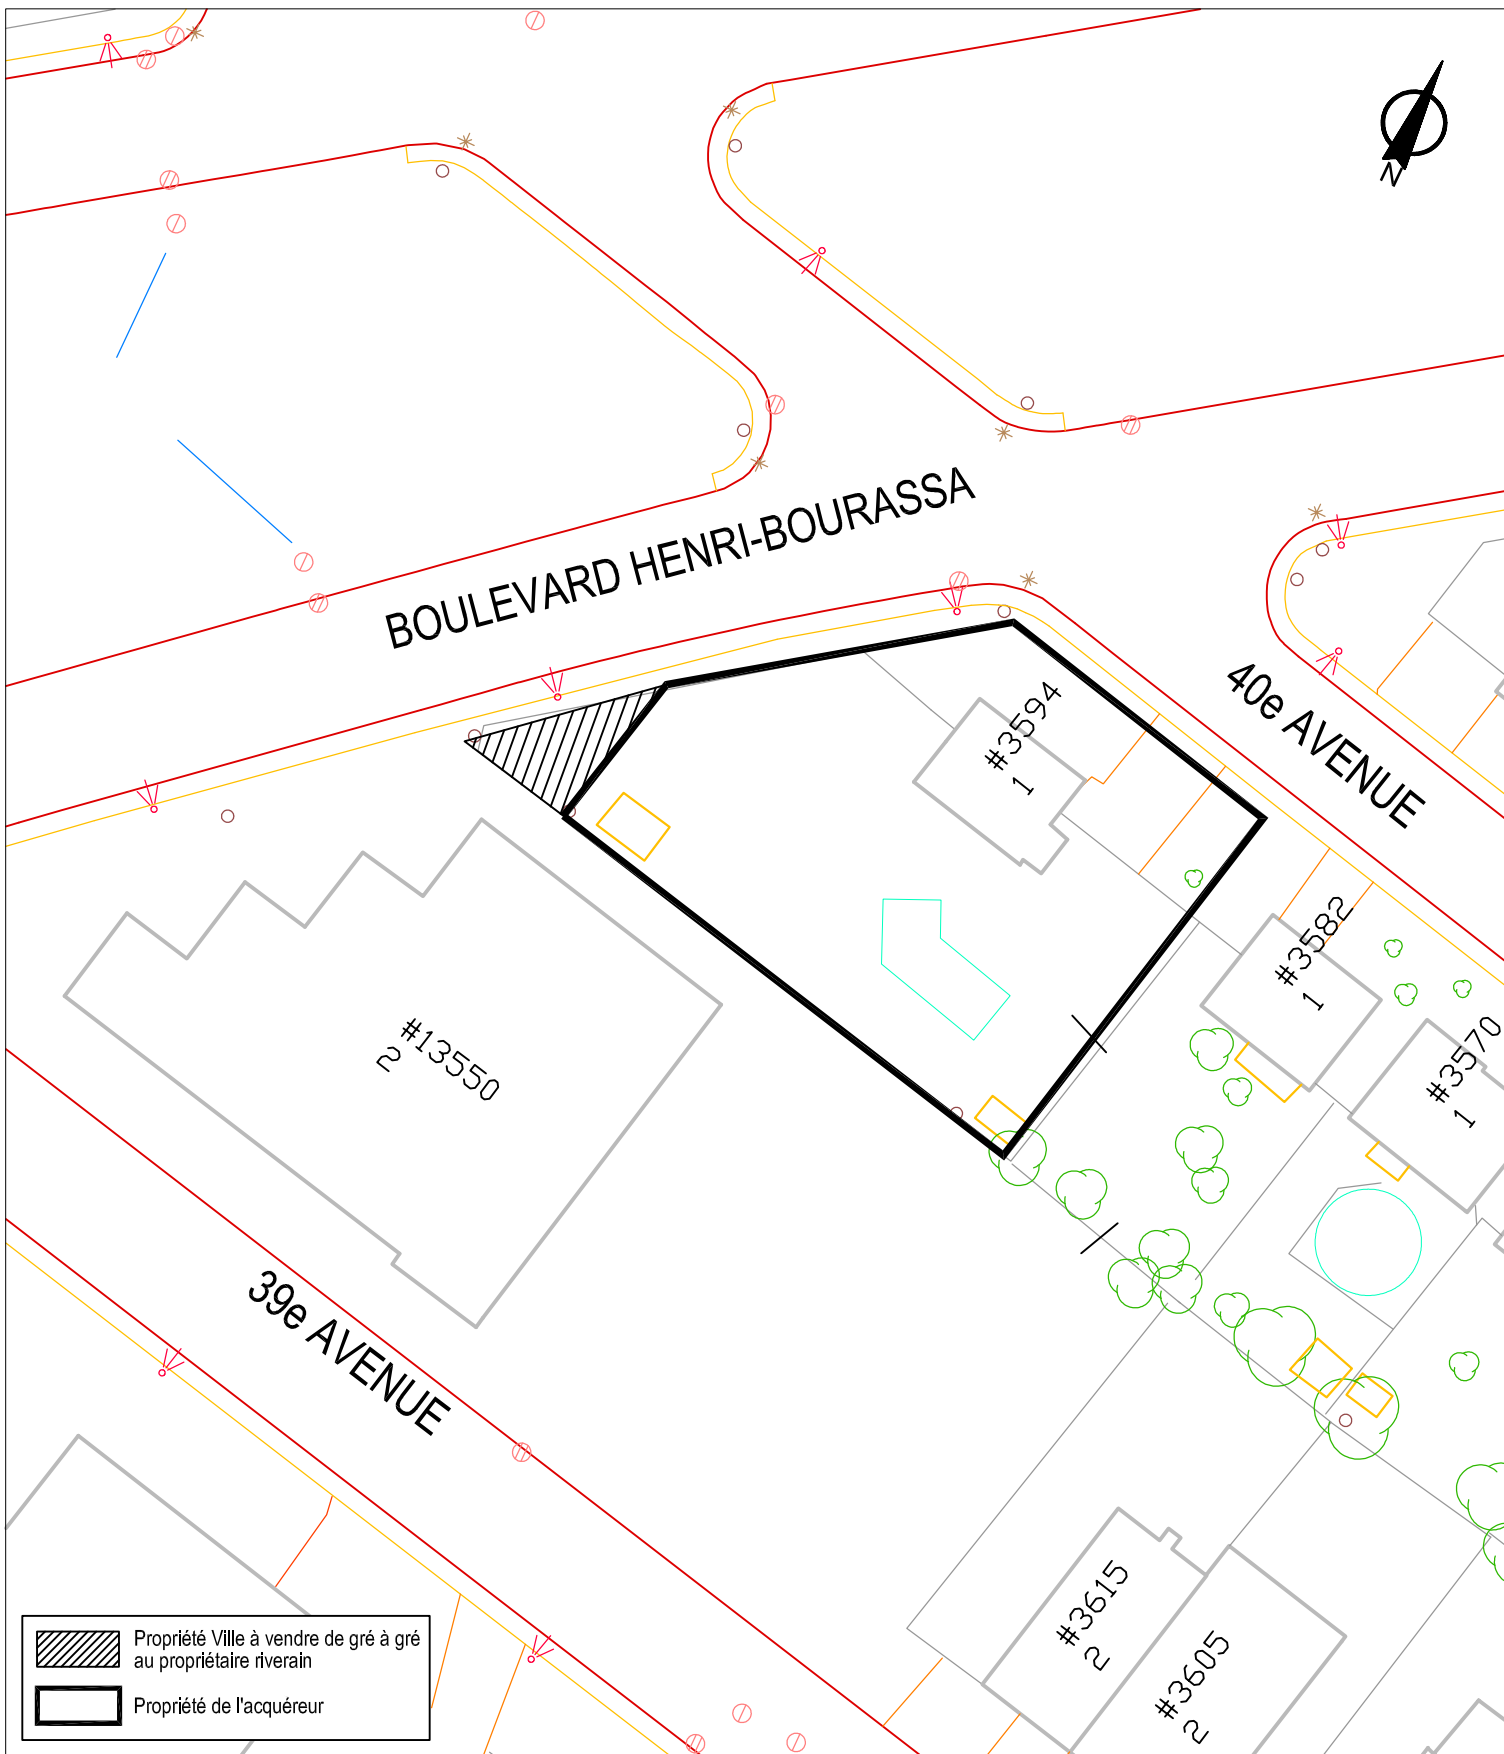 N
BOULEVARD HENRI-BOURASSA
40e AVENUE
#3594
1
#3582
1
#3570
1
#13550
2
39e AVENUE
#3615
2
#3605
2
Propriété Ville à vendre de gré à gré
au propriétaire riverain
Propriété de l'acquéreur